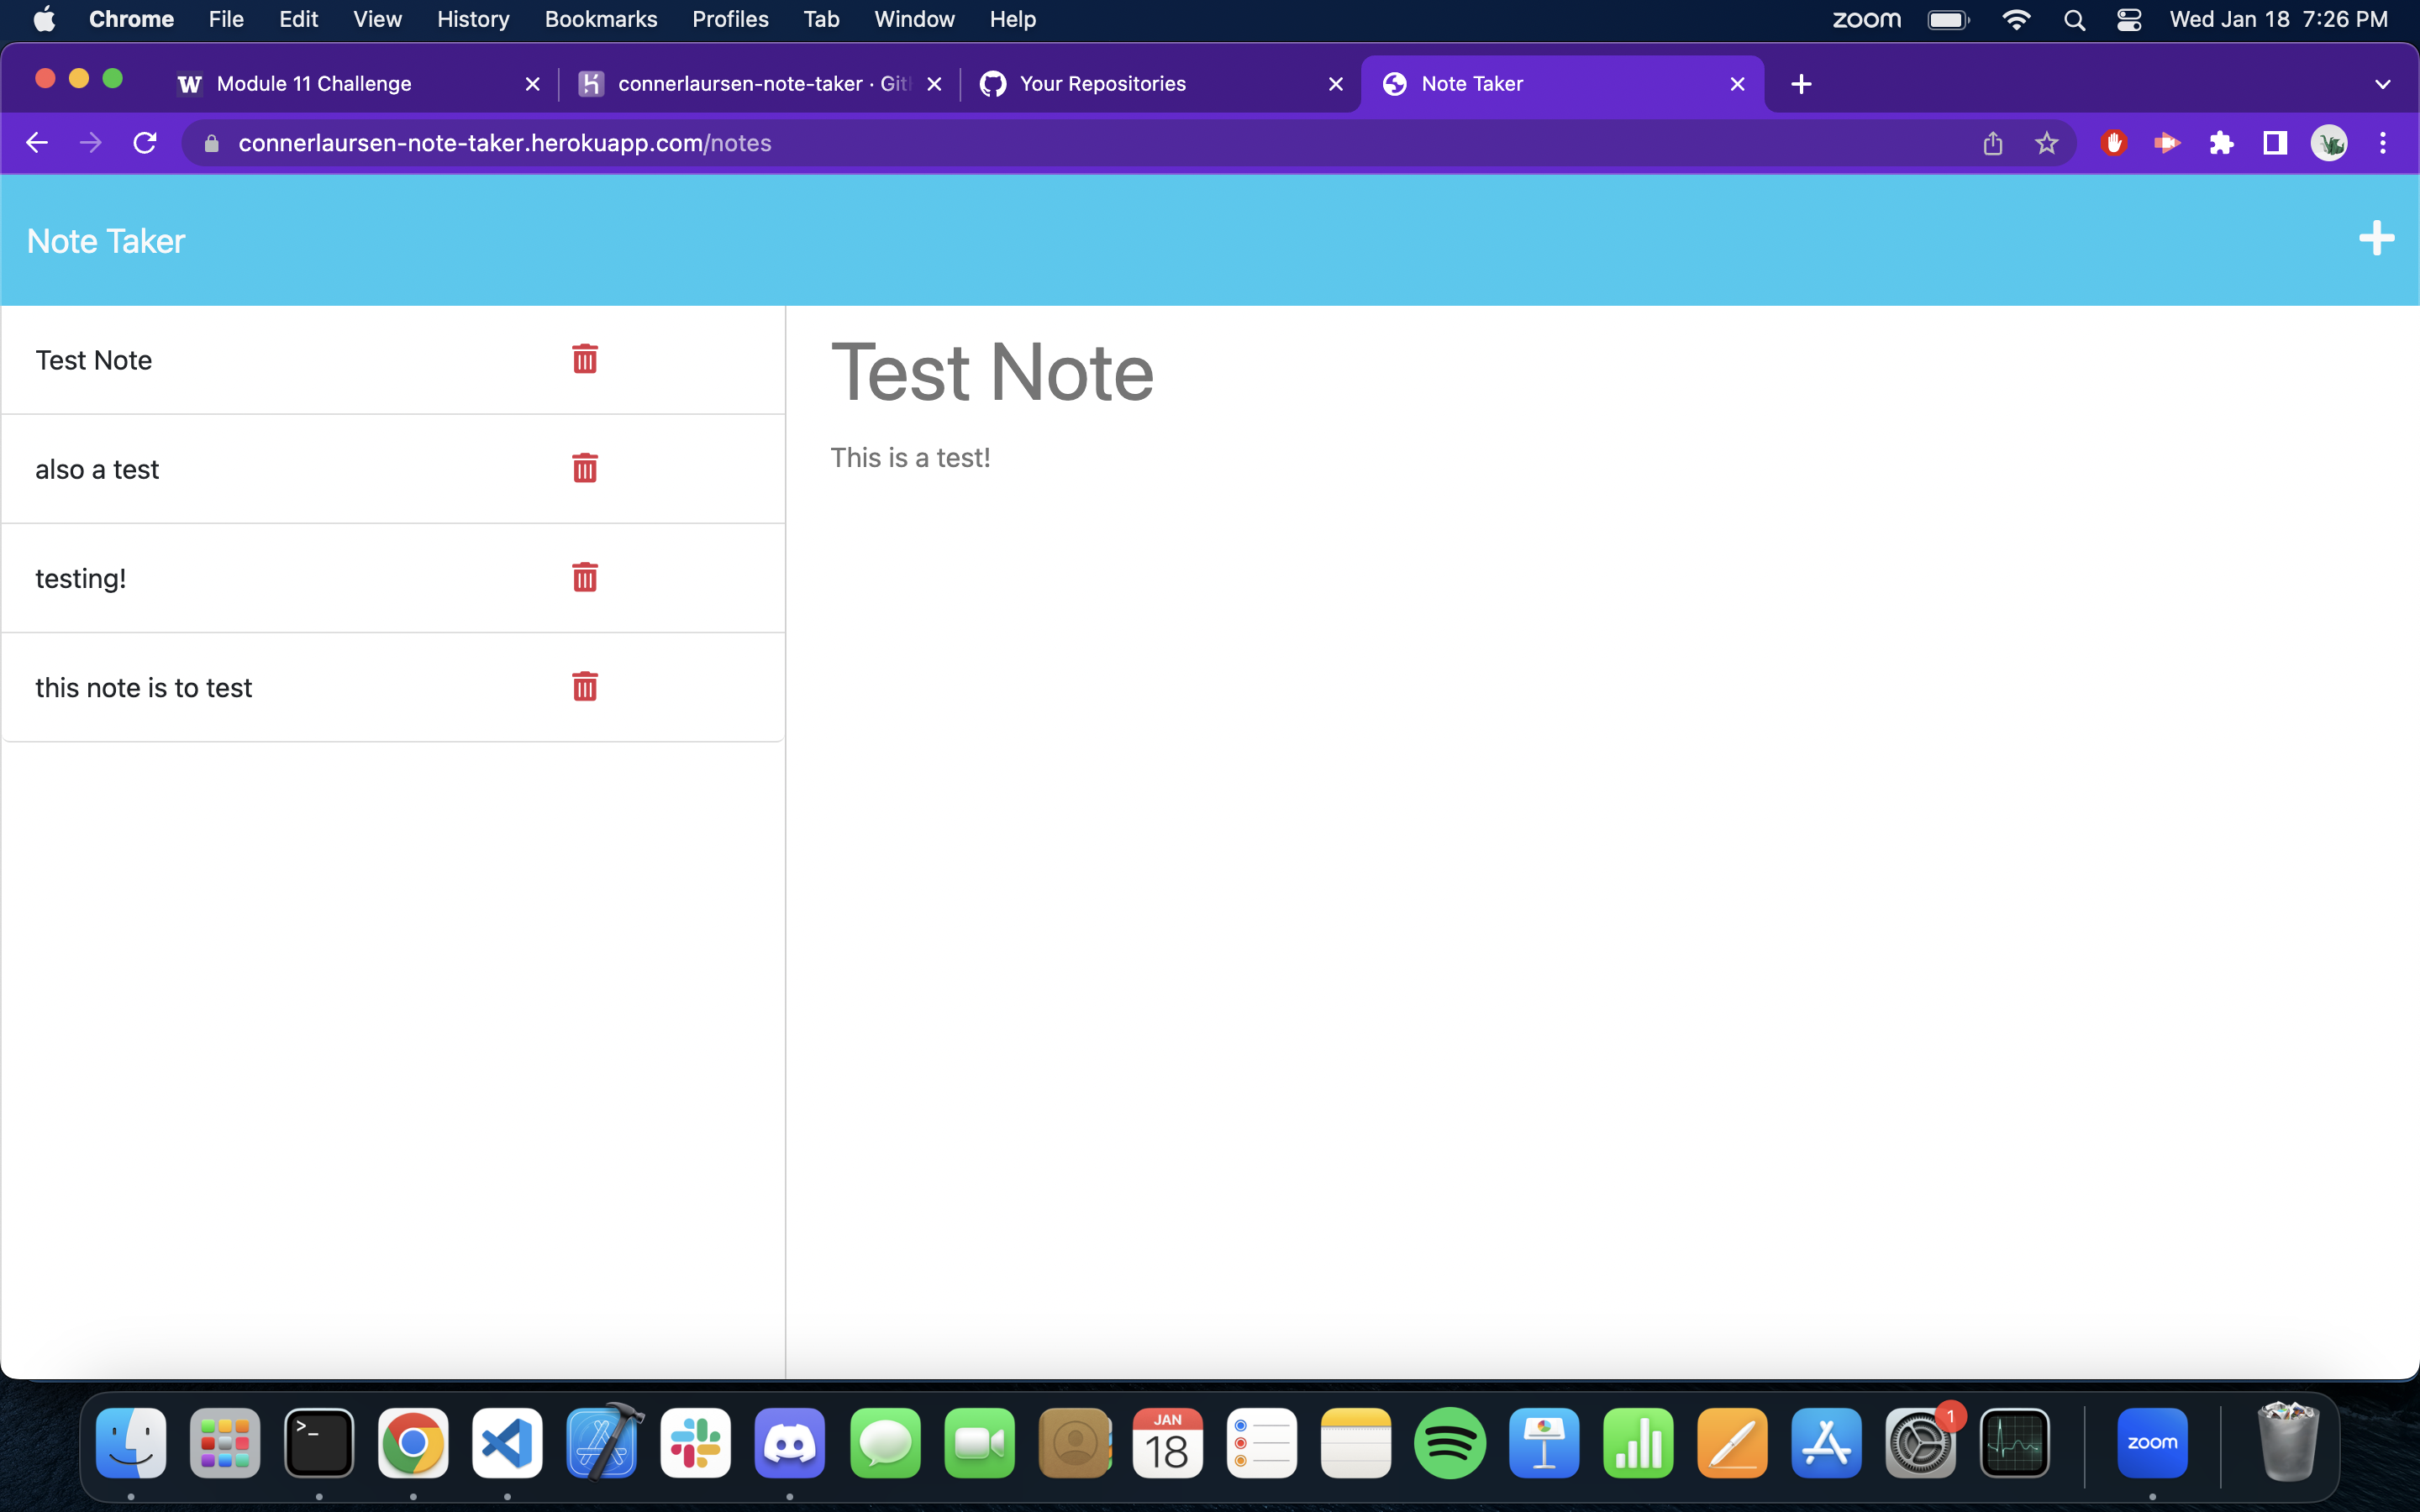 Chrome File Edit View History Bookmarks Profiles Tab Window Help zoom Wed Jan 18 7:26 PM
W Module 11 Challenge connerlaursen-note-taker · Git Your Repositories Note Taker
connerlaursen-note-taker.herokuapp.com/notes
Note Taker
Test Note
also a test
testing!
this note is to test
Test Note
This is a test!
JAN
18
1
zoom